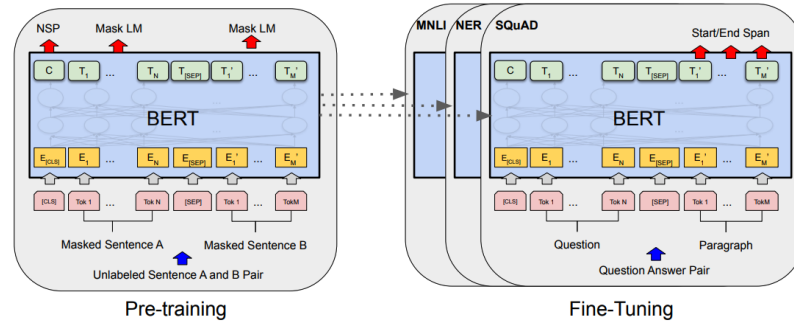 NSP Mask LM Mask LM
C T1 ... TN T[SEP] T1' ... TM'
BERT
E[CLS] E1 ... EN E[SEP] E1' ... EM'
[CLS] Tok 1 ... Tok N [SEP] Tok 1 ... TokM
Masked Sentence A Masked Sentence B
Unlabeled Sentence A and B Pair
Pre-training
MNLI NER SQuAD
Start/End Span
C T1 ... TN T[SEP] T1' ... TM'
BERT
E[CLS] E1 ... EN E[SEP] E1' ... EM'
[CLS] Tok 1 ... Tok N [SEP] Tok 1 ... TokM
Question Paragraph
Question Answer Pair
Fine-Tuning